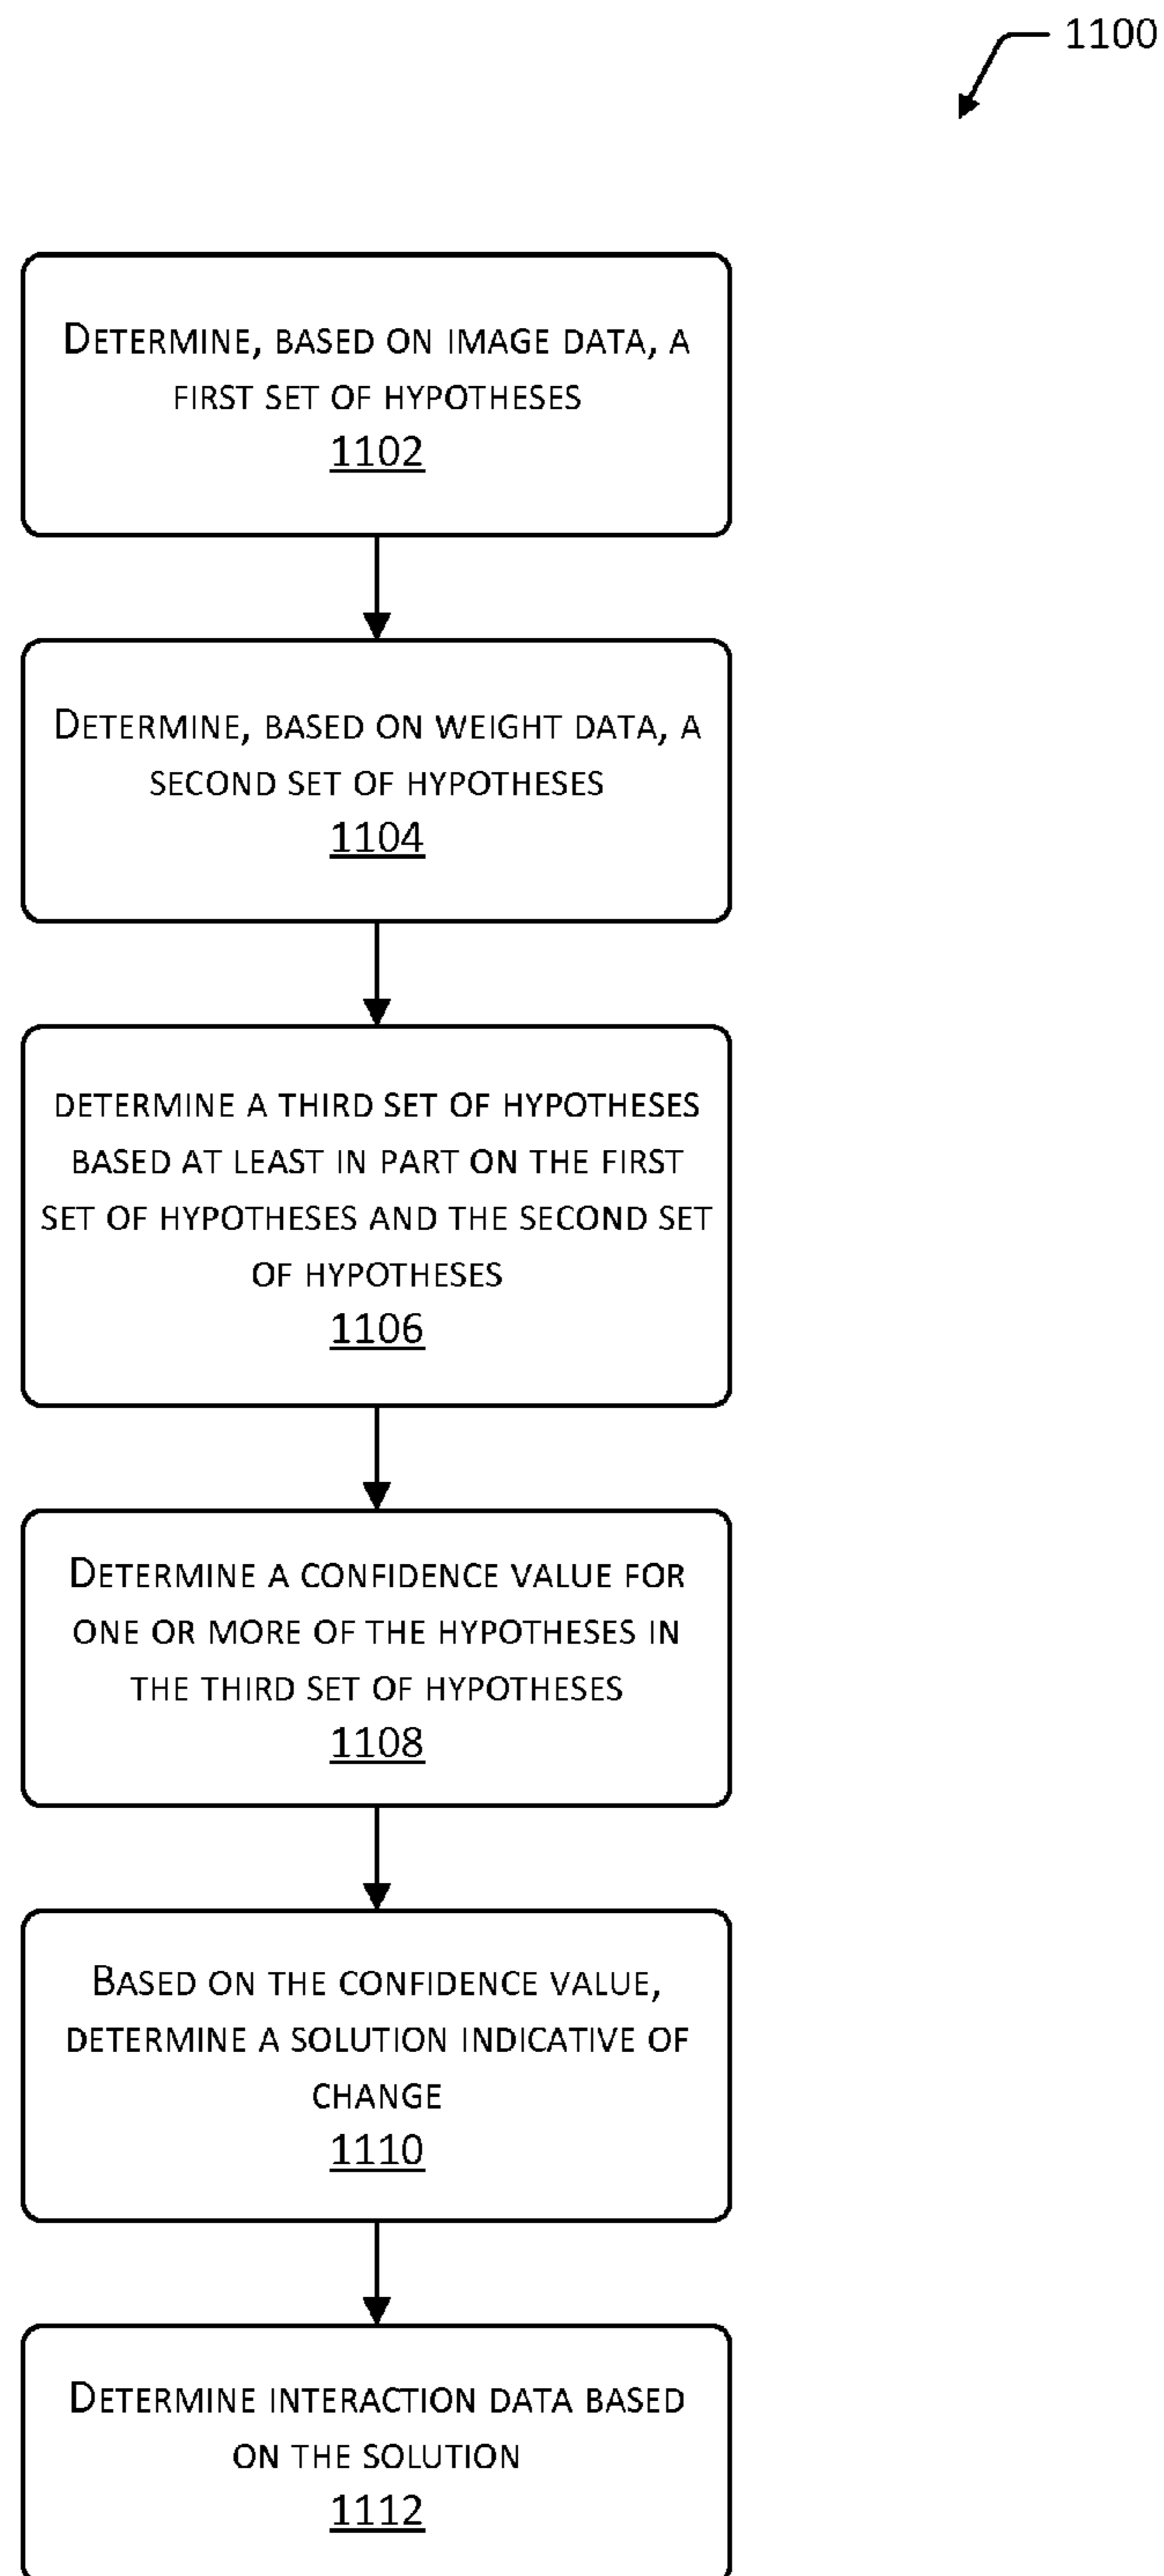 1100
Determine, based on image data, a
first set of hypotheses
1102
Determine, based on weight data, a
second set of hypotheses
1104
determine a third set of hypotheses
based at least in part on the first
set of hypotheses and the second set
of hypotheses
1106
Determine a confidence value for
one or more of the hypotheses in
the third set of hypotheses
1108
Based on the confidence value,
determine a solution indicative of
change
1110
Determine interaction data based
on the solution
1112